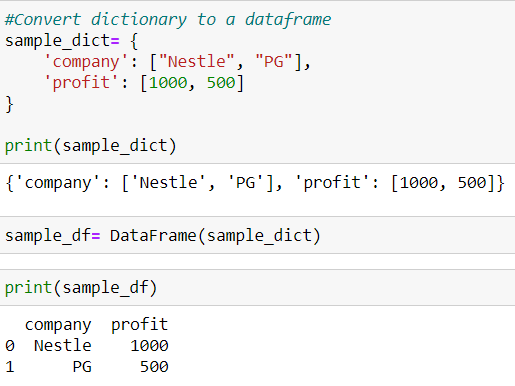 #Convert dictionary to a dataframe
sample_dict= {
    'company': ["Nestle", "PG"],
    'profit': [1000, 500]
}
print(sample_dict)
{'company': ['Nestle', 'PG'], 'profit': [1000, 500]}
sample_df= DataFrame(sample_dict)
print(sample_df)
  company  profit
0  Nestle    1000
1      PG     500